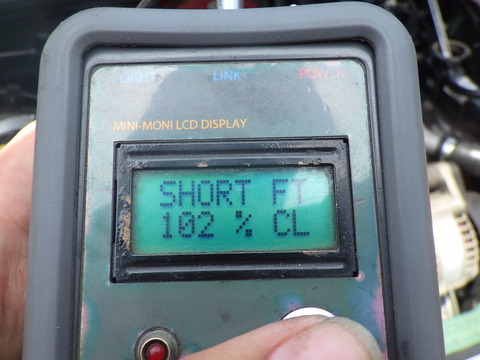 LIGHT LINK POWER
MINI-MONI LCD DISPLAY
SHORT FT
102 % CL